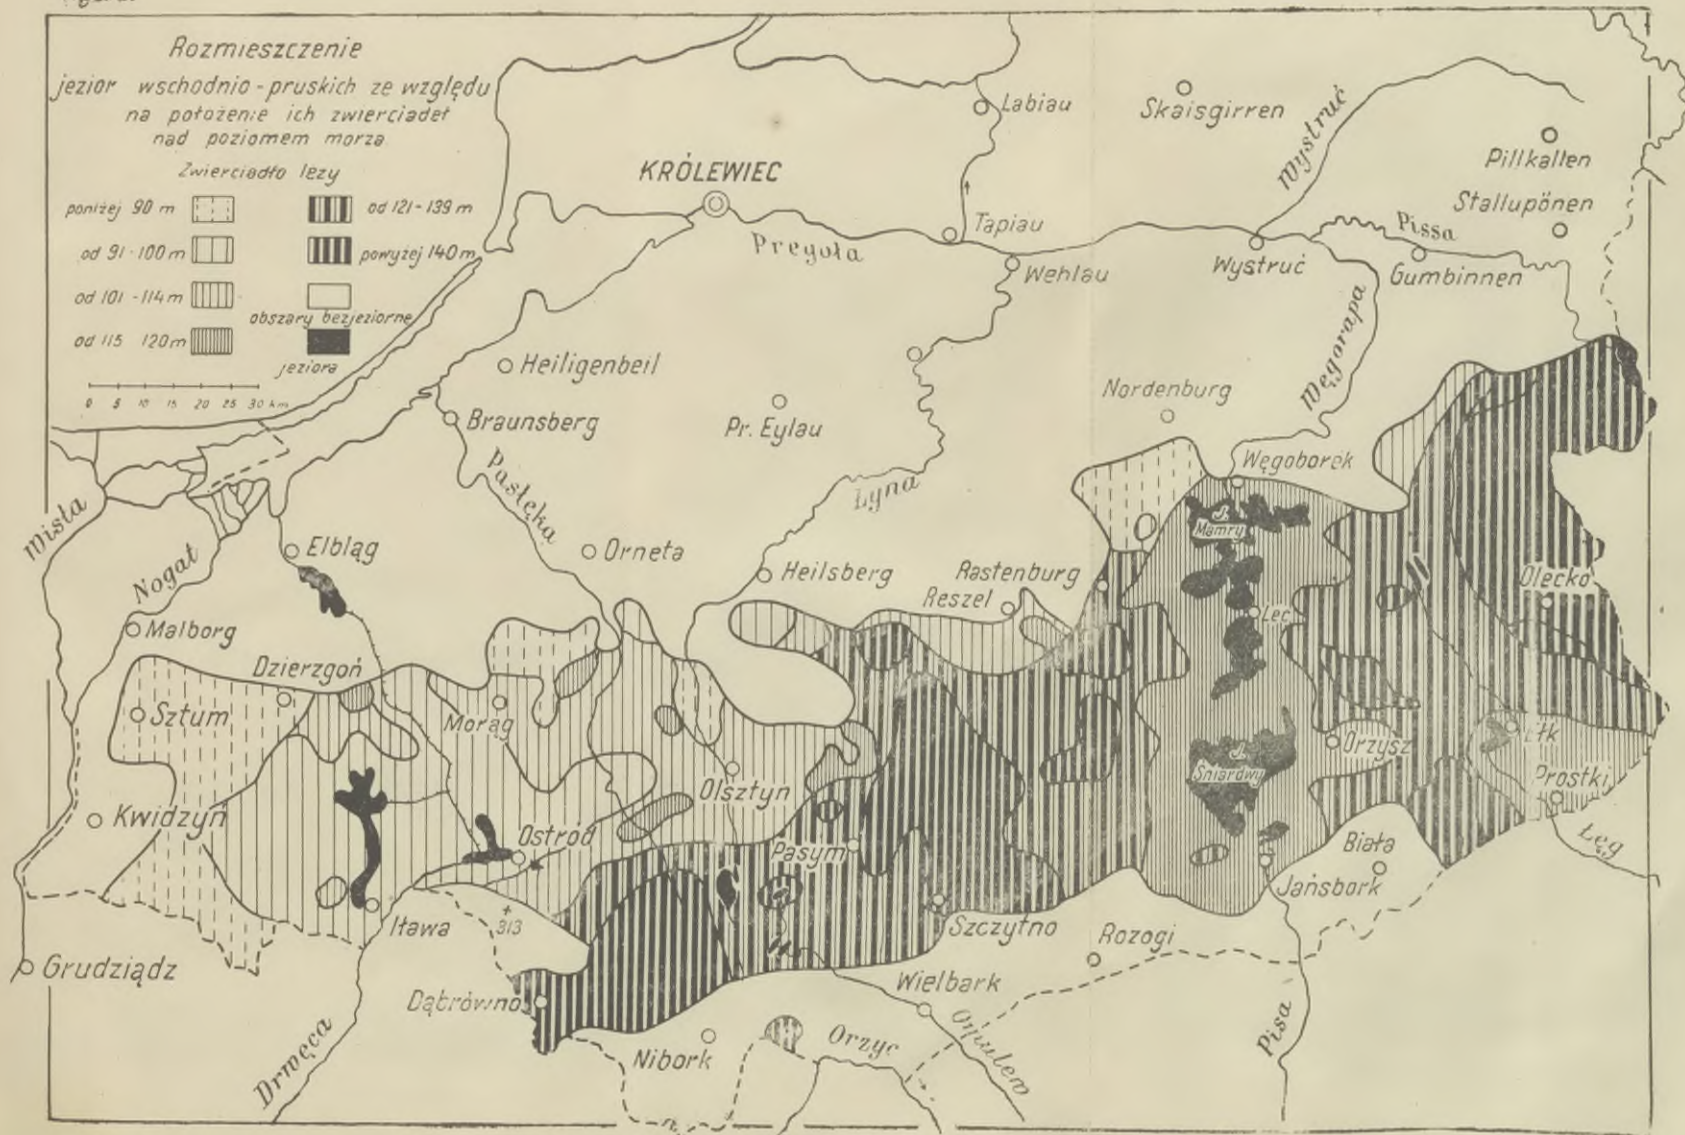 Rozmieszczenie
jezior wschodnio-pruskich ze względu
na położenie ich zwierciadeł
nad poziomem morza
Zwierciadło leży
poniżej 90 m
od 121-139 m
od 91-100 m
powyżej 140 m
od 101-114 m
obszary bezjeziorne
od 115 120 m
jeziora
0 5 10 15 20 25 30 km
Labiau
Skaisgirren
Wystruć
Pillkallen
KRÓLEWIEC
Stallupönen
Tapiau
Pissa
Pregoła
Wehlau
Wystruć
Gumbinnen
Węgorapa
Heiligenbeil
Nordenburg
Braunsberg
Pr. Eylau
Węgoborek
Pasłęka
Łyna
Wisła
J.
Mamry
Nogat
Elbląg
Orneta
Heilsberg
Rastenburg
Olecko
Reszel
Lec
Malborg
Dzierzgoń
Sztum
Morąg
Orzysz
Ełk
J.
Śniardwy
Prostki
Olsztyn
Kwidzyn
Ostród
Pasym
Biała
Łęg
Jańsbork
Iława
313
Szczytno
Rozogi
Grudziądz
Wielbark
Dąbrówno
Omulew
Orzyc
Nibork
Pisa
Drwęca